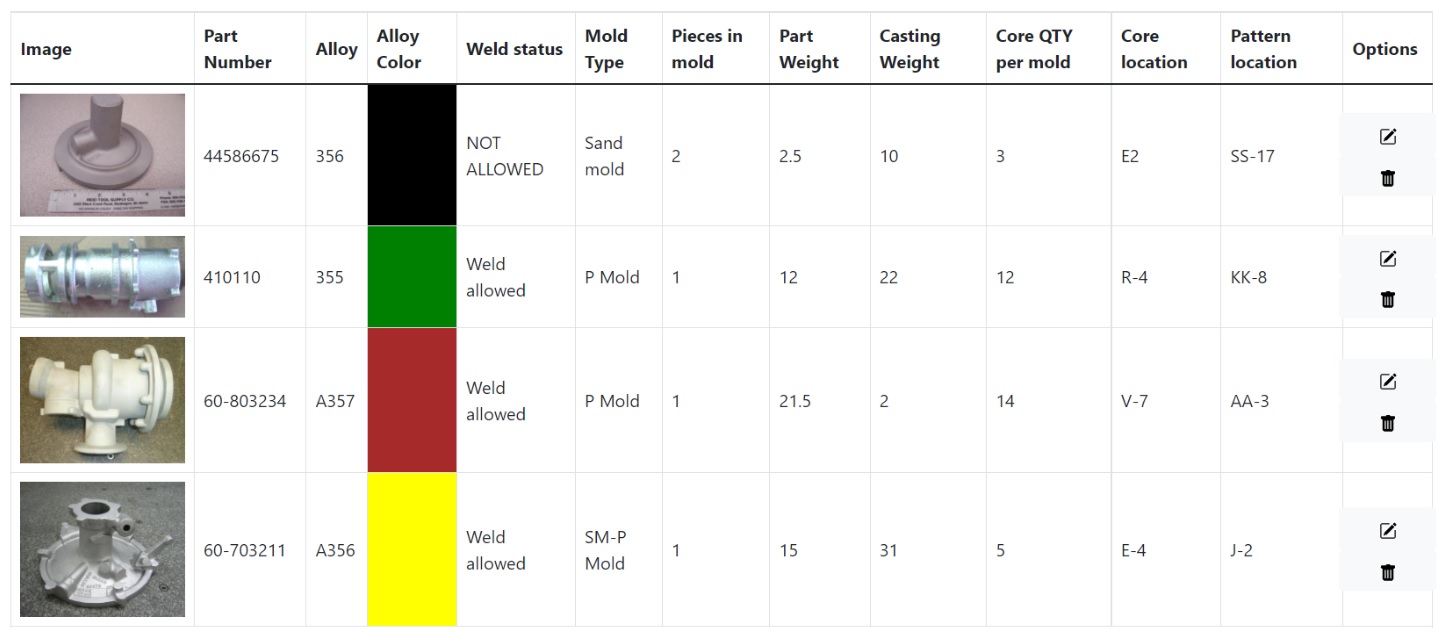 Image Part Number Alloy Alloy Color Weld status Mold Type Pieces in mold Part Weight Casting Weight Core QTY per mold Core location Pattern location Options
44586675 356 NOT ALLOWED Sand mold 2 2.5 10 3 E2 SS-17
REID TOOL SUPPLY CO.
410110 355 Weld allowed P Mold 1 12 22 12 R-4 KK-8
60-803234 A357 Weld allowed P Mold 1 21.5 2 14 V-7 AA-3
60-703211 A356 Weld allowed SM-P Mold 1 15 31 5 E-4 J-2